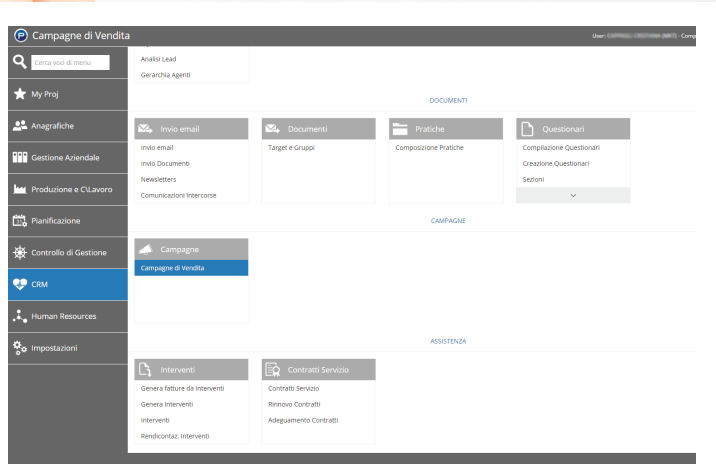 Campagne di Vendita
User:
(MKT) - Comp
Cerca voci di menu
My Proj
Anagrafiche
Gestione Aziendale
Produzione e C\Lavoro
Pianificazione
Controllo di Gestione
CRM
Human Resources
Impostazioni
Analisi Lead
Gerarchia Agenti
DOCUMENTI
Invio email
Invio email
Invio Documenti
Newsletters
Comunicazioni Intercorse
Documenti
Target e Gruppi
Pratiche
Composizione Pratiche
Questionari
Compilazione Questionari
Creazione Questionari
Sezioni
CAMPAGNE
Campagne
Campagne di Vendita
ASSISTENZA
Interventi
Genera fatture da Interventi
Genera Interventi
Interventi
Rendicontaz. Interventi
Contratti Servizio
Contratti Servizio
Rinnovo Contratti
Adeguamento Contratti